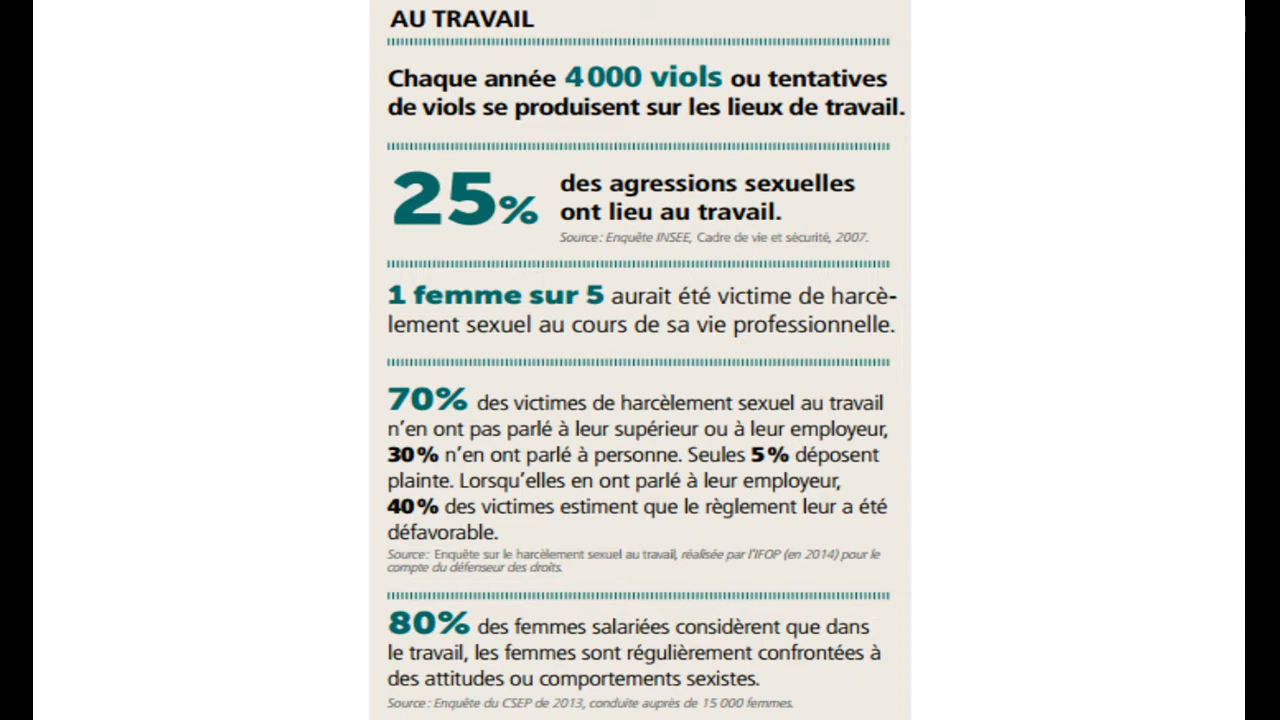 AU TRAVAIL
Chaque année 4 000 viols ou tentatives
de viols se produisent sur les lieux de travail.
25% des agressions sexuelles
ont lieu au travail.
Source : Enquête INSEE, Cadre de vie et sécurité, 2007.
1 femme sur 5 aurait été victime de harcè-
lement sexuel au cours de sa vie professionnelle.
70% des victimes de harcèlement sexuel au travail
n'en ont pas parlé à leur supérieur ou à leur employeur,
30 % n'en ont parlé à personne. Seules 5 % déposent
plainte. Lorsqu'elles en ont parlé à leur employeur,
40 % des victimes estiment que le règlement leur a été
défavorable.
Source : Enquête sur le harcèlement sexuel au travail, réalisée par l'IFOP (en 2014) pour le
compte du défenseur des droits.
80% des femmes salariées considèrent que dans
le travail, les femmes sont régulièrement confrontées à
des attitudes ou comportements sexistes.
Source : Enquête du CSEP de 2013, conduite auprès de 15 000 femmes.